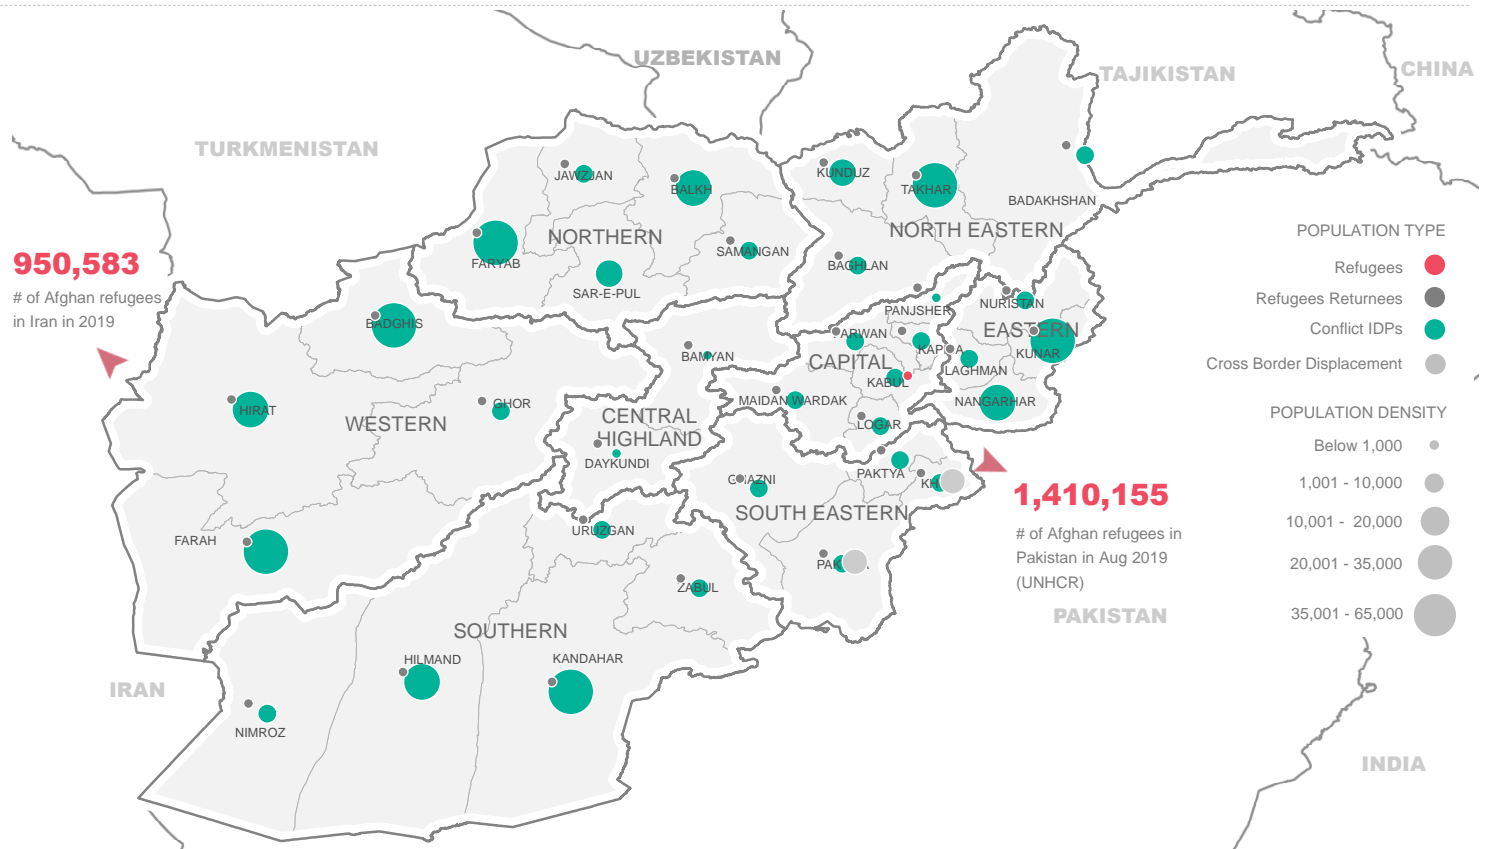 UZBEKISTAN
TAJIKISTAN
CHINA
TURKMENISTAN
JAWZJAN
BALKH
KUNDUZ
TAKHAR
BADAKHSHAN
NORTHERN
NORTH EASTERN
FARYAB
SAMANGAN
BAGHLAN
SAR-E-PUL
950,583
# of Afghan refugees
in Iran in 2019
POPULATION TYPE
Refugees
Refugees Returnees
Conflict IDPs
Cross Border Displacement
POPULATION DENSITY
Below 1,000
1,001 - 10,000
10,001 - 20,000
20,001 - 35,000
35,001 - 65,000
PANJSHER
NURISTAN
BADGHIS
PARWAN
EASTERN
KAPISA
KUNAR
BAMYAN
CAPITAL
LAGHMAN
KABUL
HIRAT
GHOR
MAIDAN WARDAK
NANGARHAR
WESTERN
CENTRAL
HIGHLAND
LOGAR
DAYKUNDI
PAKTYA
GHAZNI
SOUTH EASTERN
1,410,155
# of Afghan refugees in
Pakistan in Aug 2019
(UNHCR)
FARAH
URUZGAN
ZABUL
PAKISTAN
SOUTHERN
HILMAND
KANDAHAR
IRAN
NIMROZ
INDIA